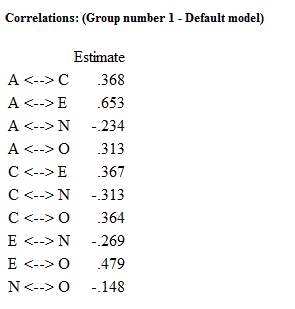 Correlations: (Group number 1 - Default model)
Estimate
A <--> C .368
A <--> E .653
A <--> N -.234
A <--> O .313
C <--> E .367
C <--> N -.313
C <--> O .364
E <--> N -.269
E <--> O .479
N <--> O -.148